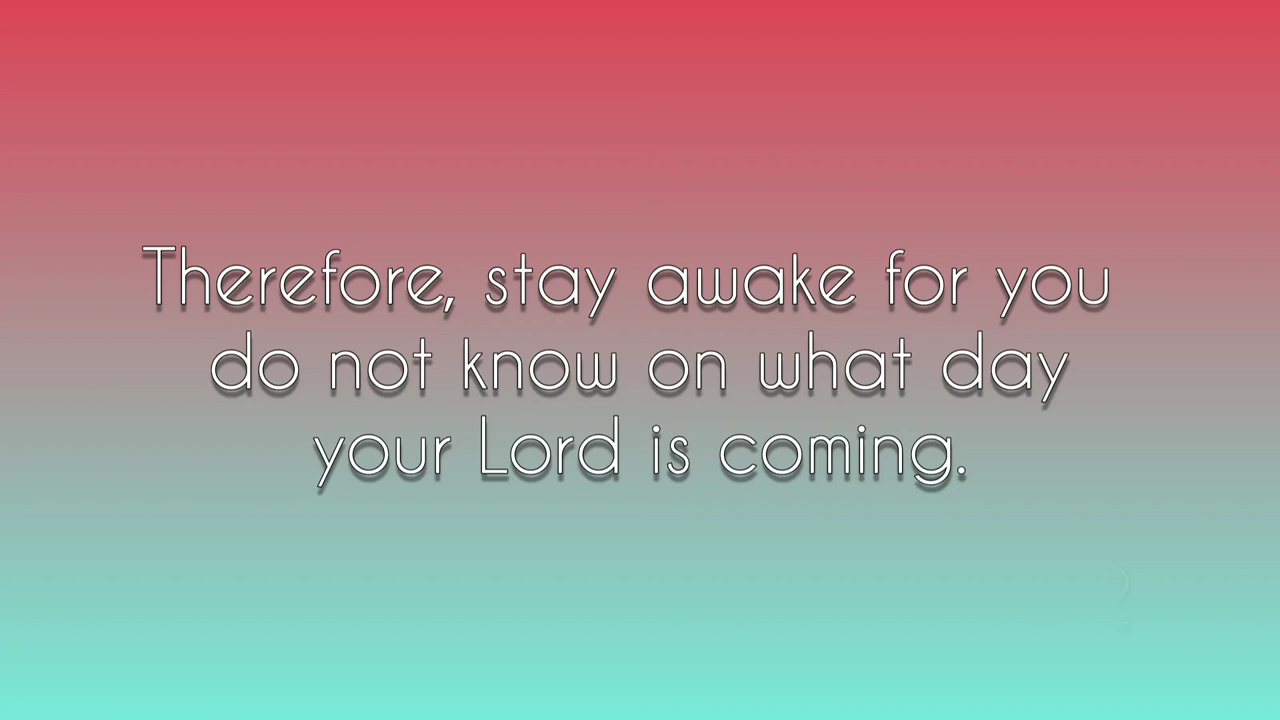 Therefore, stay awake for you
do not know on what day
your Lord is coming.